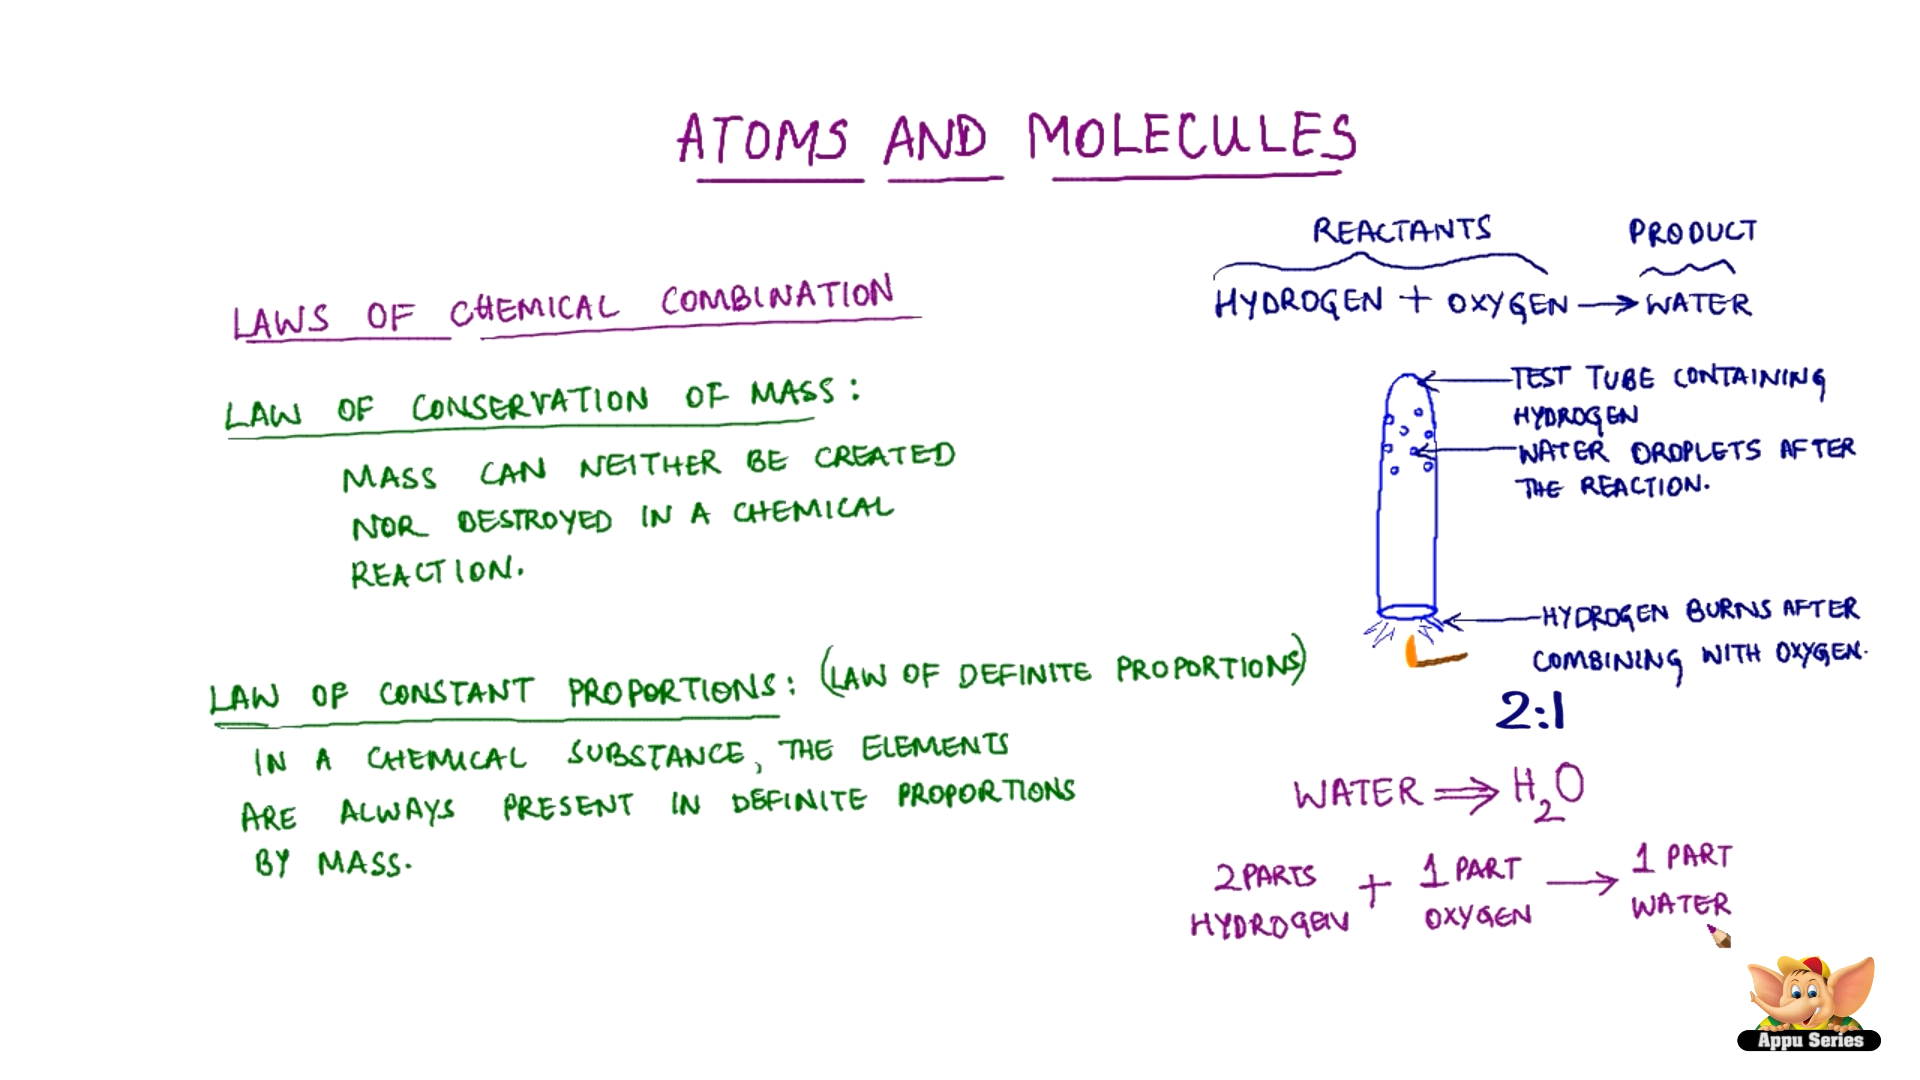 ATOMS AND MOLECULES
LAWS OF CHEMICAL COMBINATION
LAW OF CONSERVATION OF MASS:
MASS CAN NEITHER BE CREATED
NOR DESTROYED IN A CHEMICAL
REACTION.
LAW OF CONSTANT PROPORTIONS: (LAW OF DEFINITE PROPORTIONS)
IN A CHEMICAL SUBSTANCE, THE ELEMENTS
ARE ALWAYS PRESENT IN DEFINITE PROPORTIONS
BY MASS.
REACTANTS PRODUCT
HYDROGEN + OXYGEN → WATER
TEST TUBE CONTAINING
HYDROGEN
WATER DROPLETS AFTER
THE REACTION.
HYDROGEN BURNS AFTER
COMBINING WITH OXYGEN.
2:1
WATER ⇒ H₂O
2 PARTS + 1 PART → 1 PART
HYDROGEN OXYGEN WATER
Appu Series